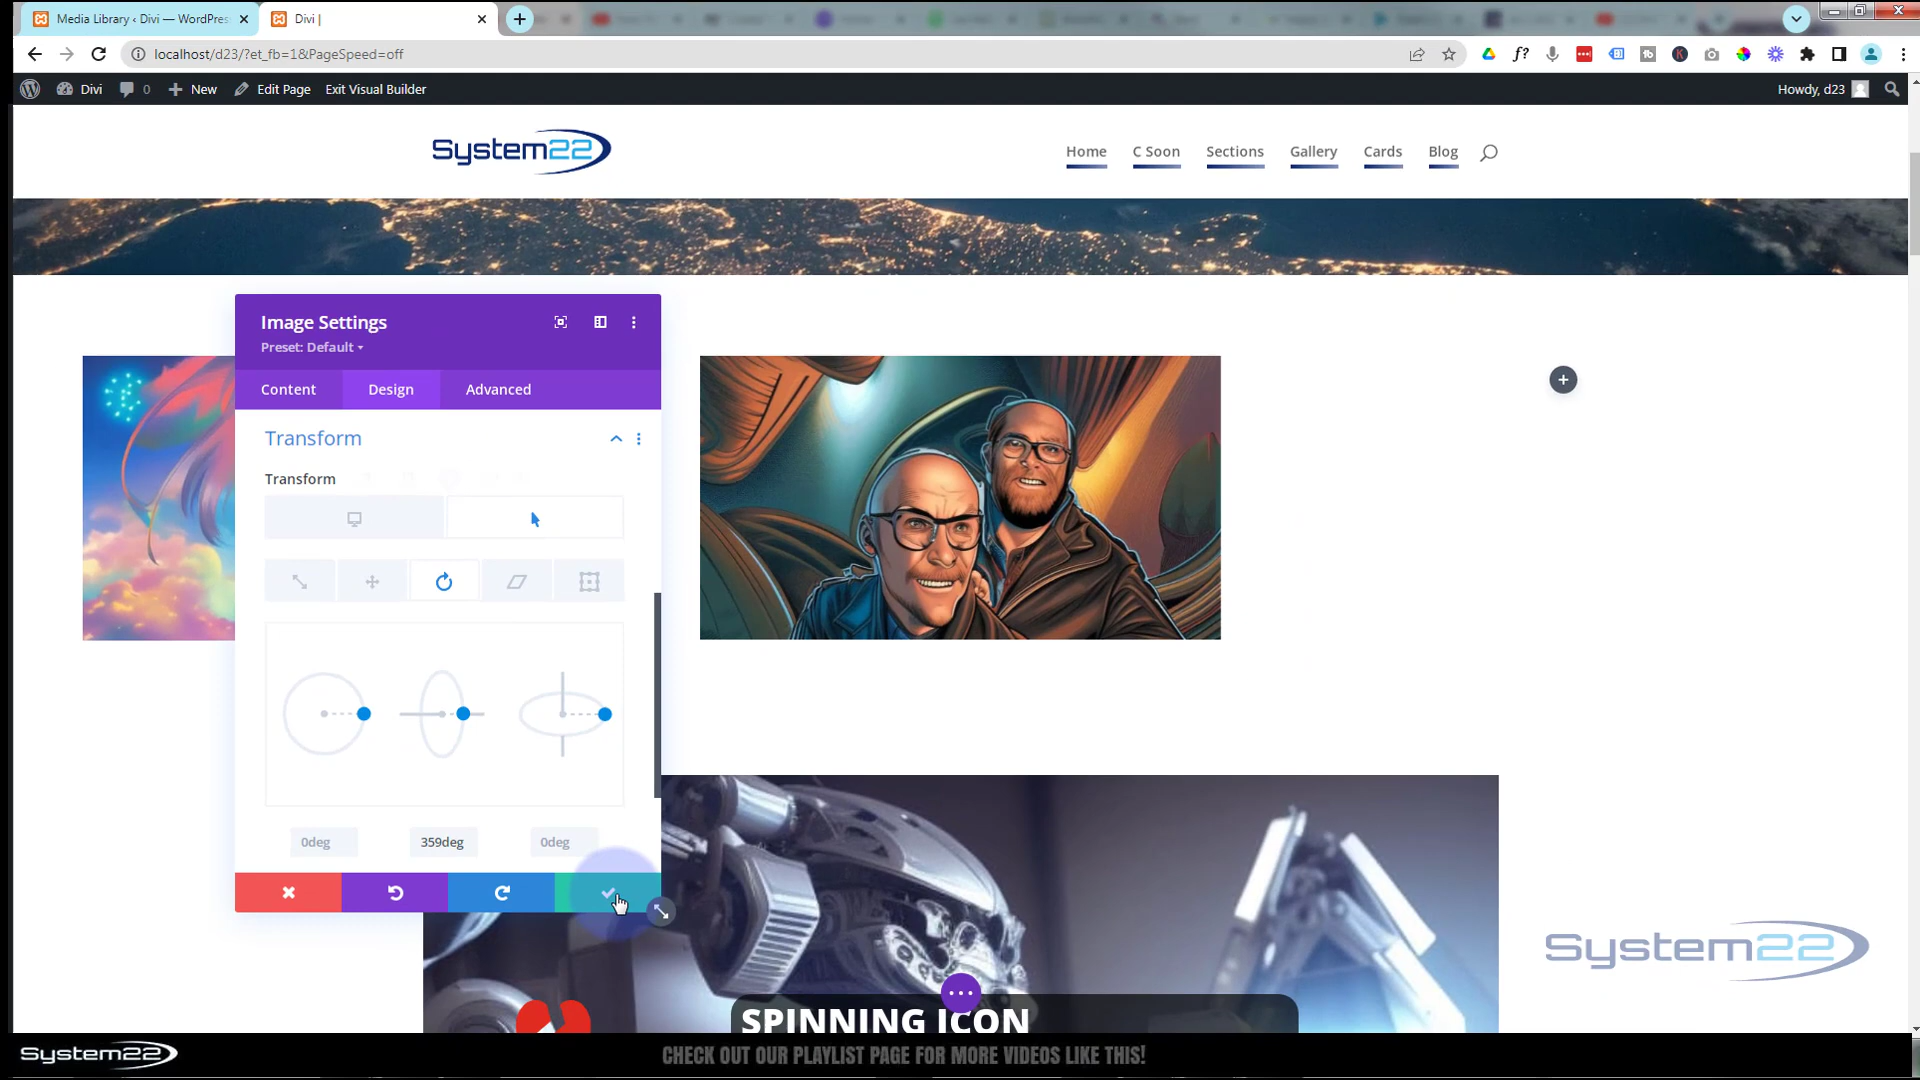 Media Library ‹ Divi — WordPress
Divi |
localhost/d23/?et_fb=1&PageSpeed=off
Divi
0
New
Edit Page
Exit Visual Builder
Howdy, d23
System22
Home
C Soon
Sections
Gallery
Cards
Blog
Image Settings
Preset: Default
Content
Design
Advanced
Transform
Transform
0deg
359deg
0deg
SPINNING ICON
System22
System22
CHECK OUT OUR PLAYLIST PAGE FOR MORE VIDEOS LIKE THIS!